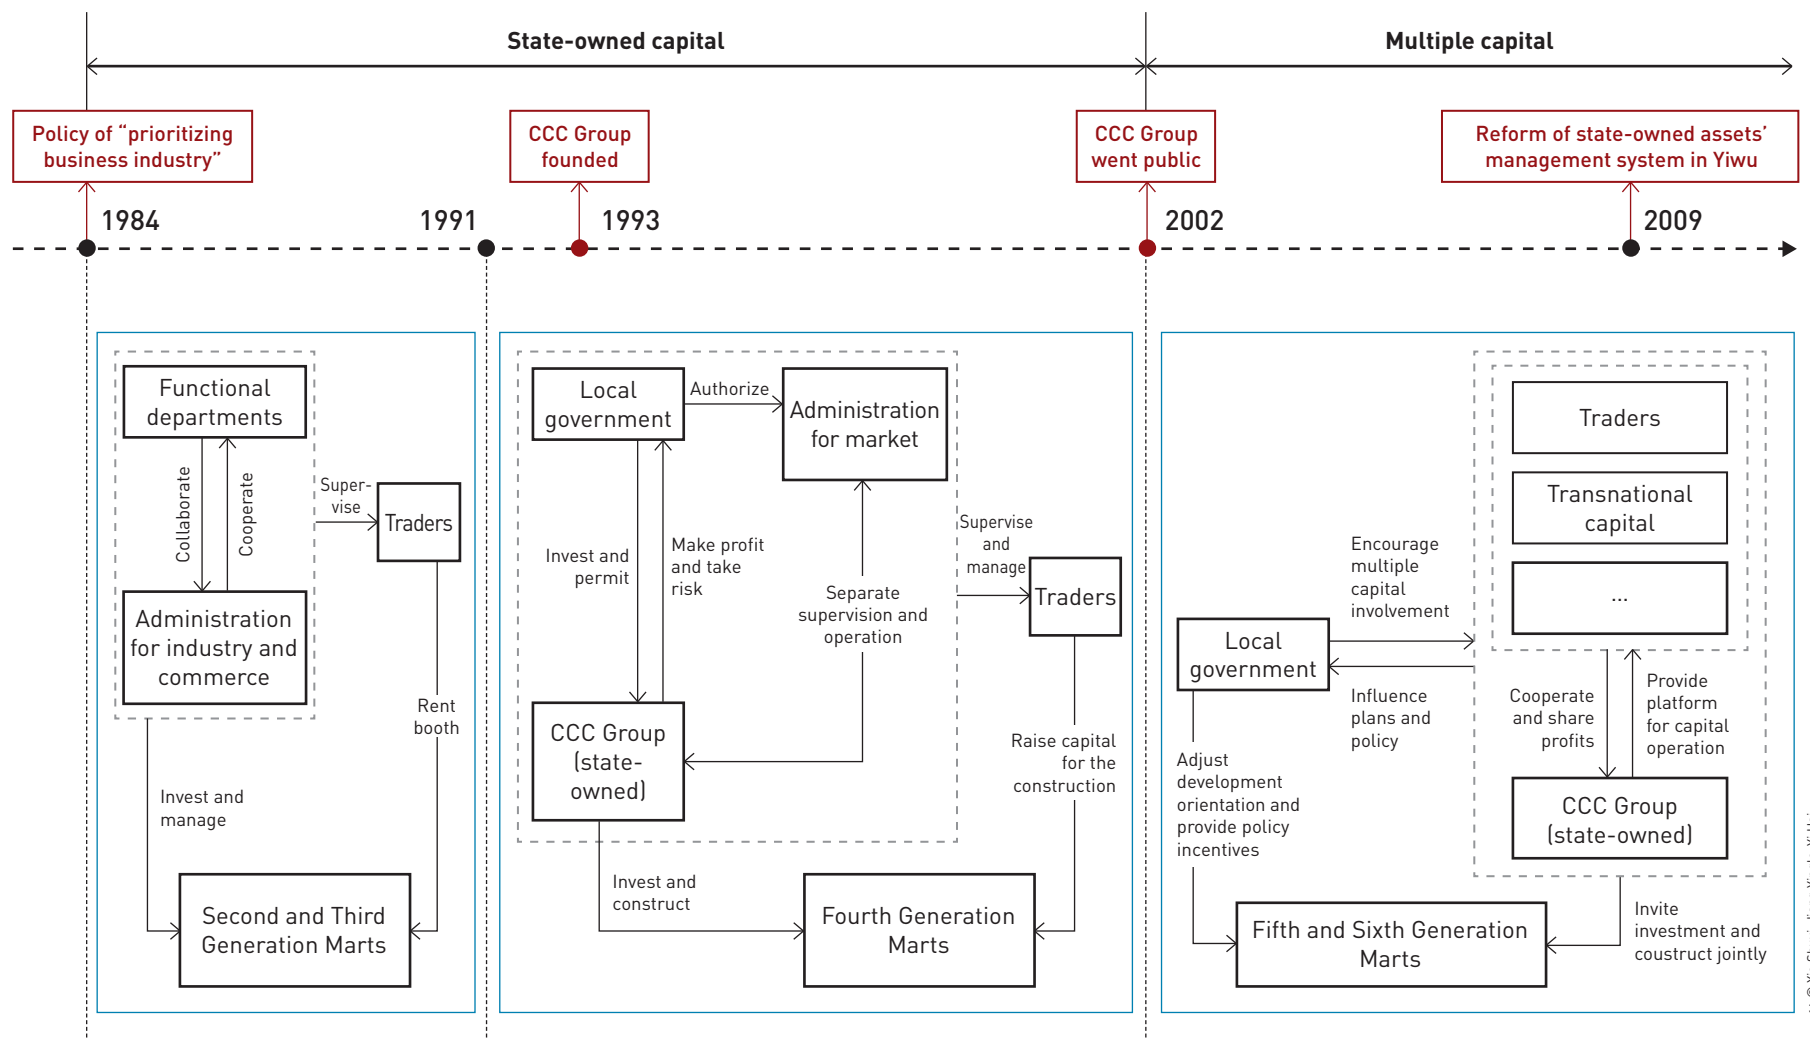 State-owned capital
Multiple capital
Policy of “prioritizing
business industry”
CCC Group
founded
CCC Group
went public
Reform of state-owned assets’
management system in Yiwu
1984
1991
1993
2002
2009
Functional
departments
Collaborate
Cooperate
Super-
vise
Traders
Administration
for industry and
commerce
Rent
booth
Invest and
manage
Second and Third
Generation Marts
Local
government
Authorize
Administration
for market
Invest and
permit
Make profit
and take
risk
Separate
supervision and
operation
Supervise
and
manage
Traders
CCC Group
(state-
owned)
Raise capital
for the
construction
Invest and
construct
Fourth Generation
Marts
Traders
Transnational
capital
...
Encourage
multiple
capital
involvement
Local
government
Influence
plans and
policy
Cooperate
and share
profits
Provide
platform
for capital
operation
Adjust
development
orientation and
provide policy
incentives
CCC Group
(state-owned)
Fifth and Sixth Generation
Marts
Invite
investment and
coustruct jointly